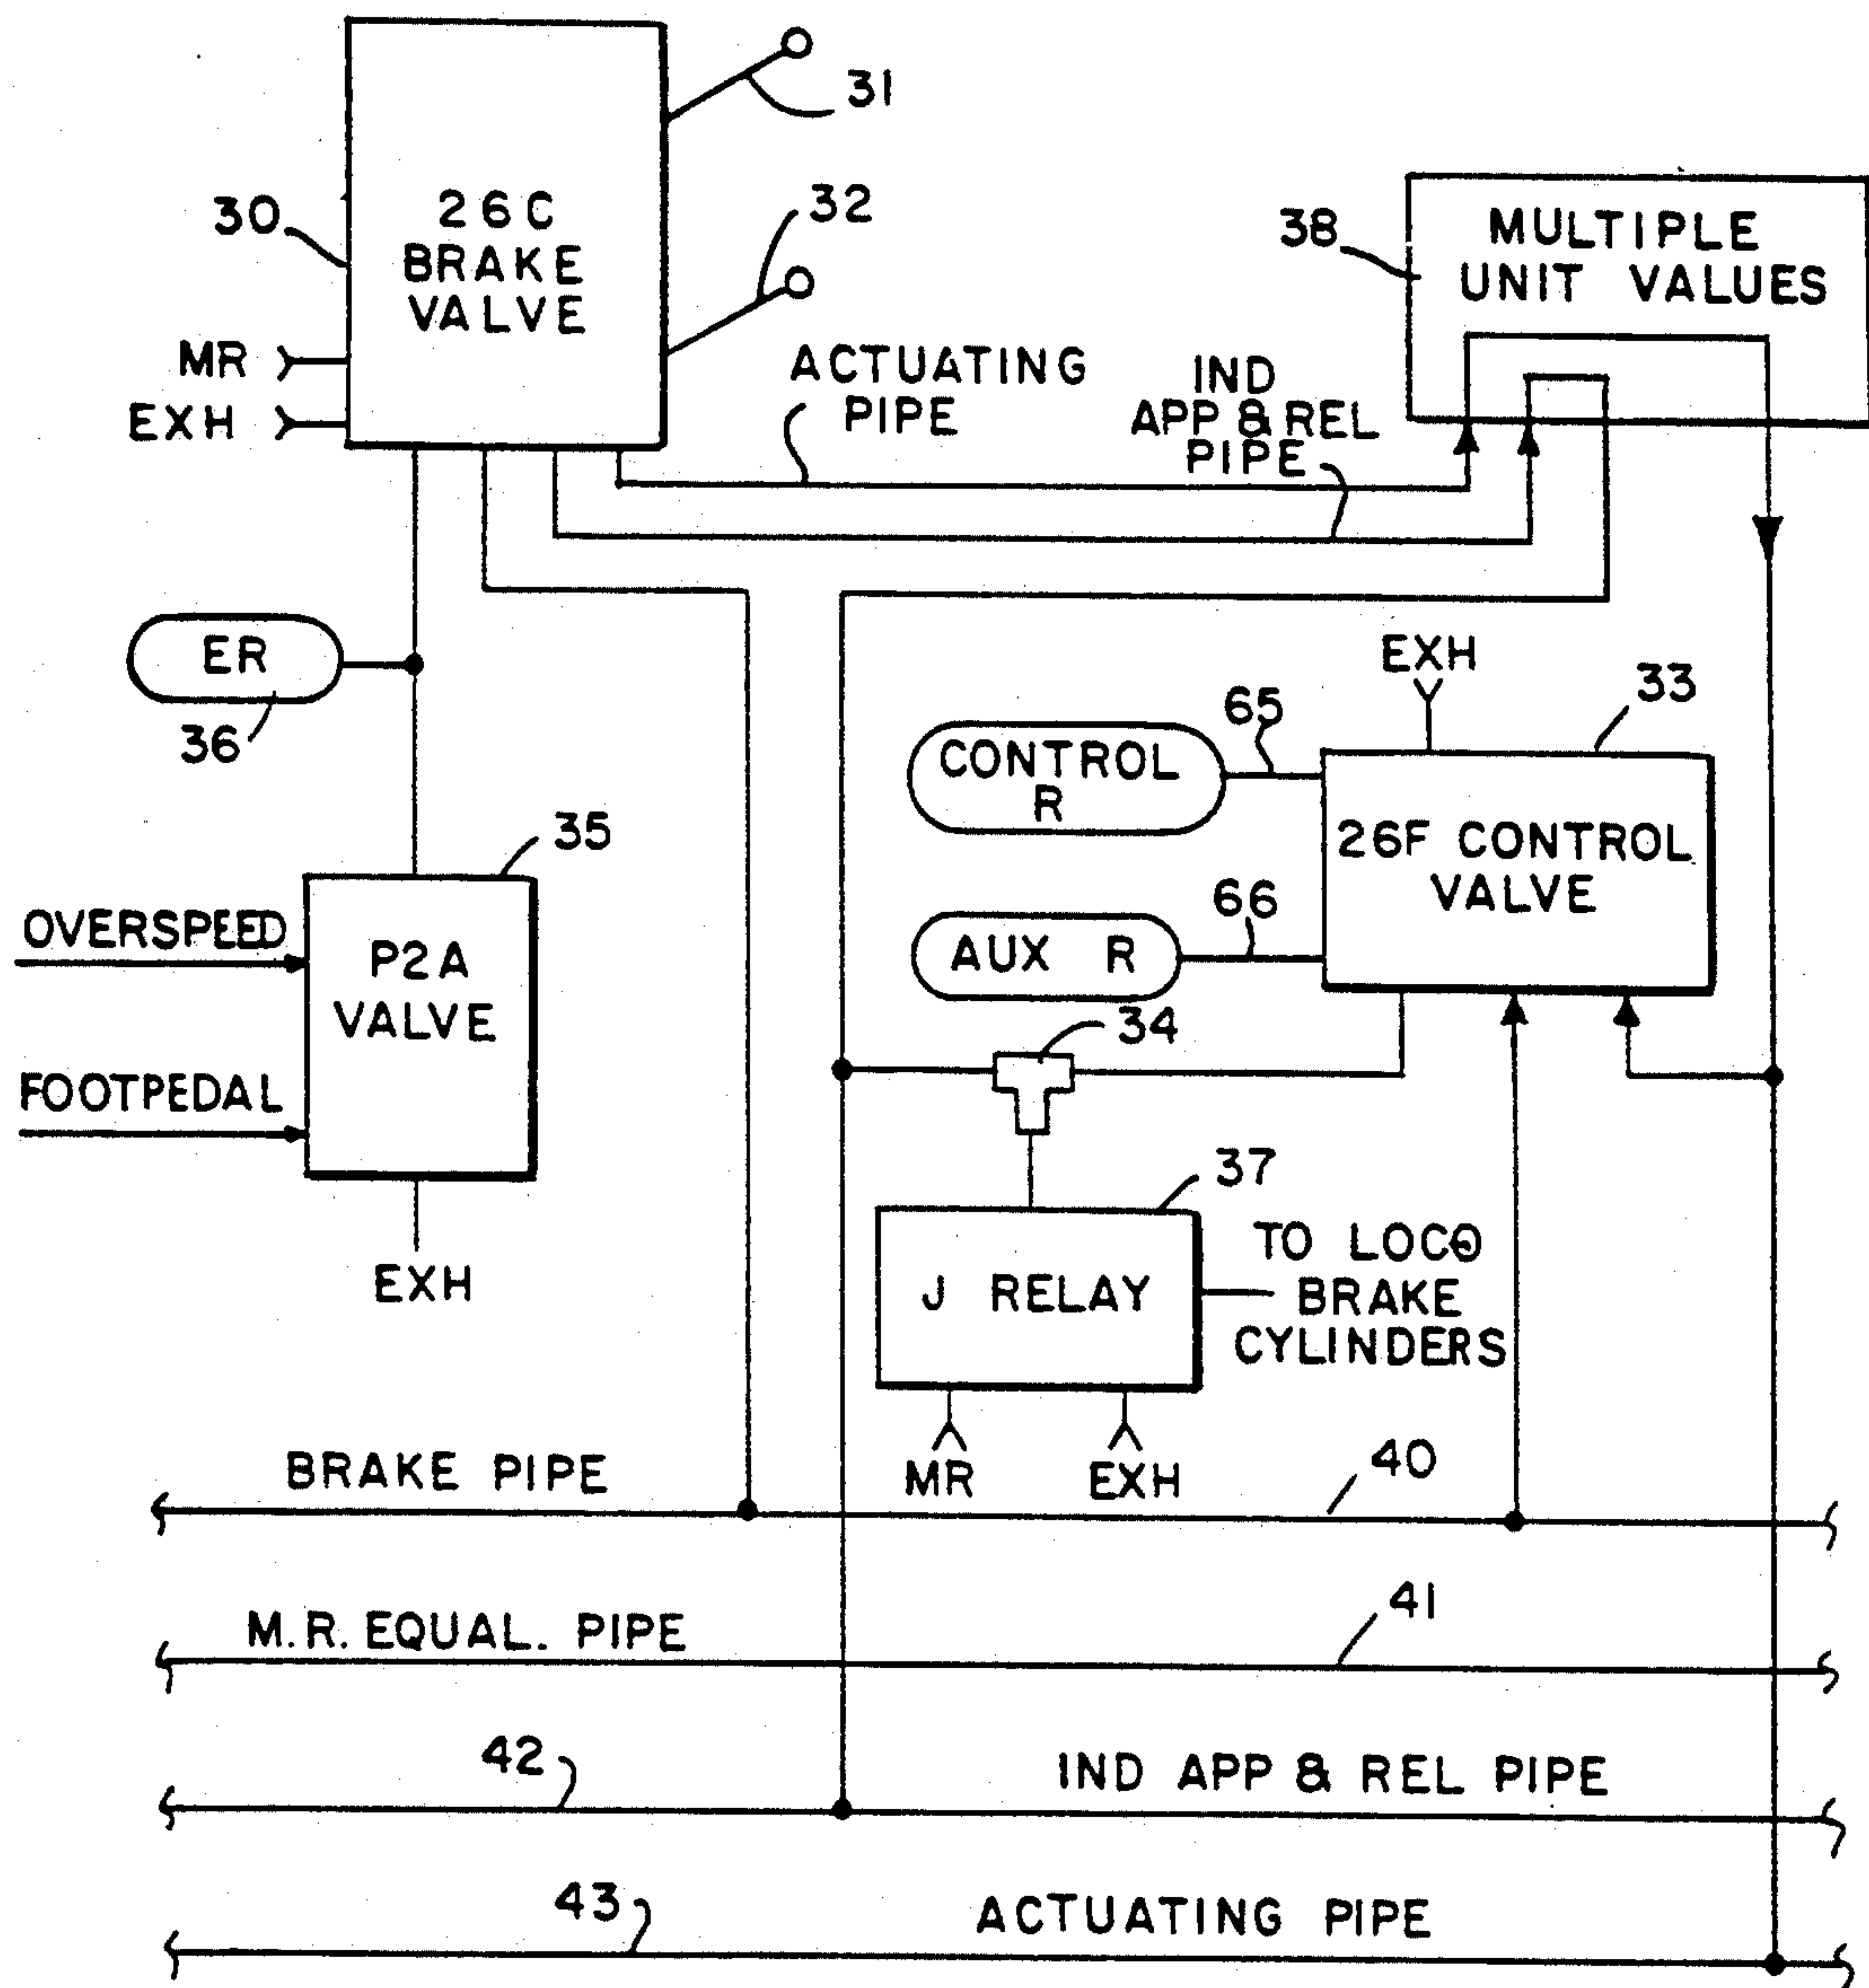 31
30
26C
BRAKE
VALVE
32
38
MULTIPLE
UNIT VALUES
MR
EXH
ACTUATING
PIPE
IND
APP & REL
PIPE
ER
36
EXH
33
65
CONTROL
R
26F CONTROL
VALVE
35
66
AUX R
OVERSPEED
P2A
VALVE
34
FOOTPEDAL
37
EXH
J RELAY
TO LOCO
BRAKE
CYLINDERS
MR
EXH
BRAKE PIPE
40
M.R. EQUAL. PIPE
41
42
IND APP & REL PIPE
43
ACTUATING PIPE